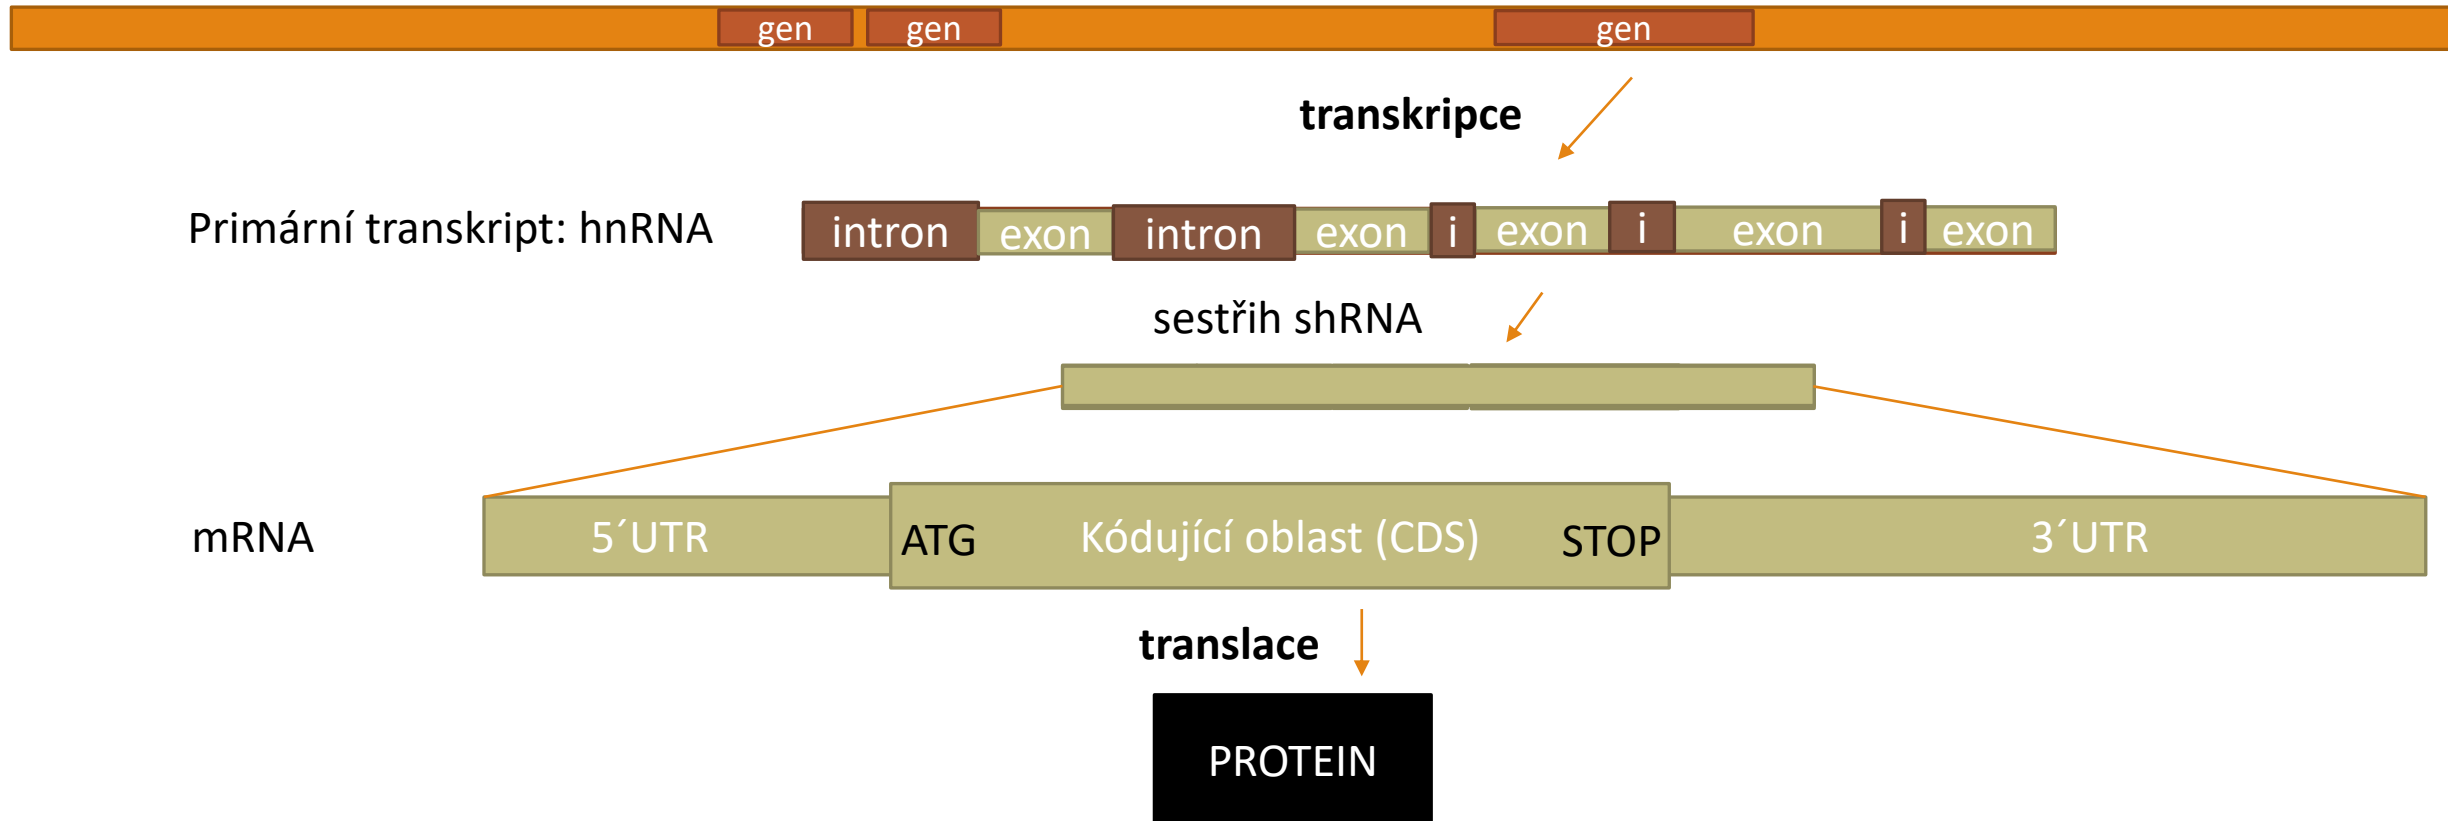 gen gen gen
transkripce
Primární transkript: hnRNA
intron exon intron exon i exon i exon i exon
sestřih shRNA
mRNA
5´UTR ATG Kódující oblast (CDS) STOP 3´UTR
translace
PROTEIN